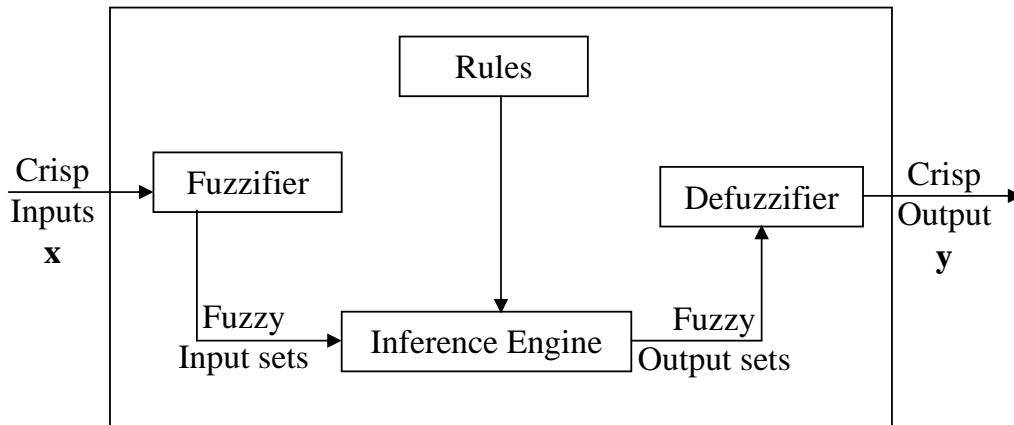 Rules
Crisp
Inputs
x
Fuzzifier
Defuzzifier
Crisp
Output
y
Fuzzy
Input sets
Inference Engine
Fuzzy
Output sets